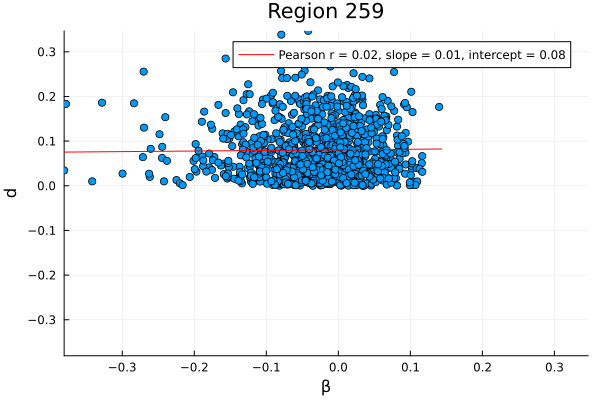 Region 259
Pearson r = 0.02, slope = 0.01, intercept = 0.08
0.3
0.2
0.1
0.0
−0.1
−0.2
−0.3
d
−0.3 −0.2 −0.1 0.0 0.1 0.2 0.3
β